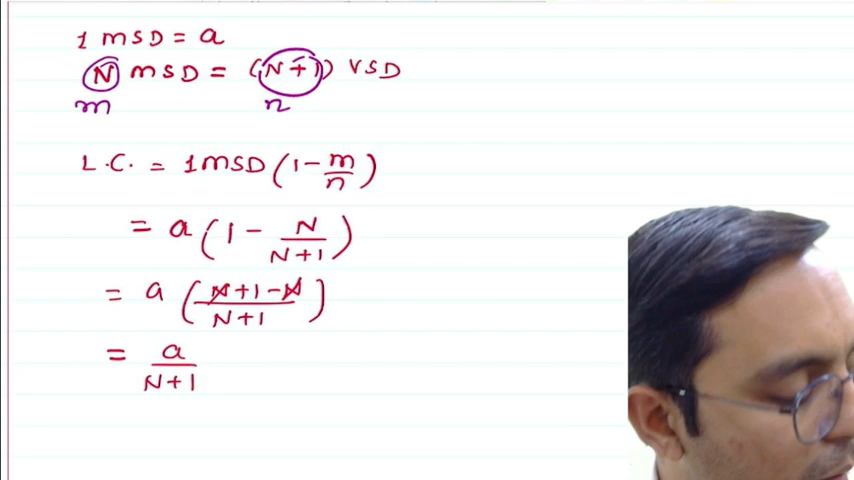 1 MSD = a
N MSD = (N+1) VSD
m n
L.C. = 1MSD (1 - m/n)
= a (1 - N/N+1)
= a (N+1-N/N+1)
= a/N+1